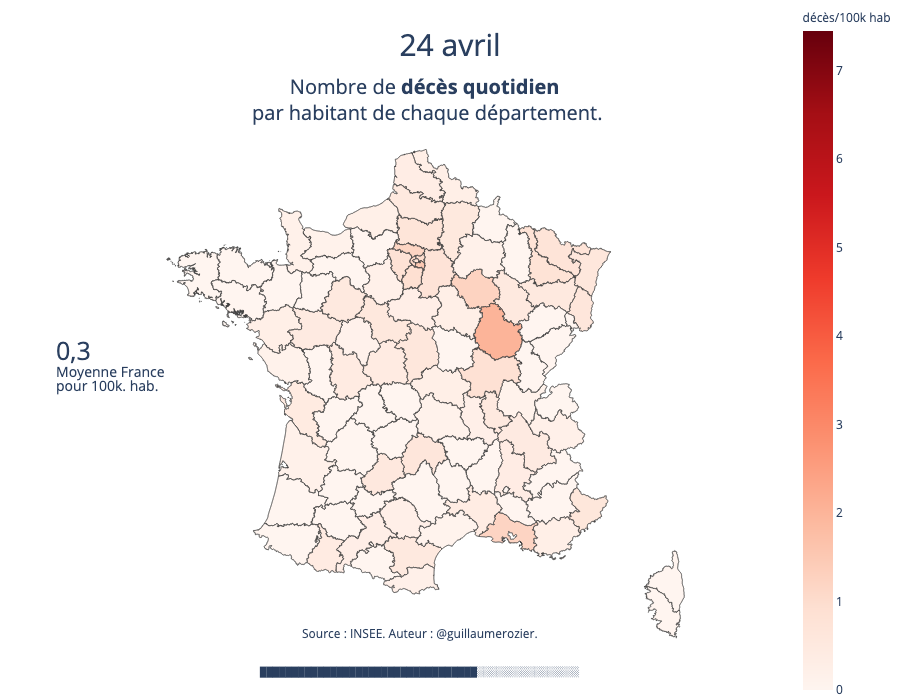 décès/100k hab
24 avril
Nombre de décès quotidien
par habitant de chaque département.
7
6
5
4
3
2
1
0
0,3
Moyenne France
pour 100k. hab.
Source : INSEE. Auteur : @guillaumerozier.